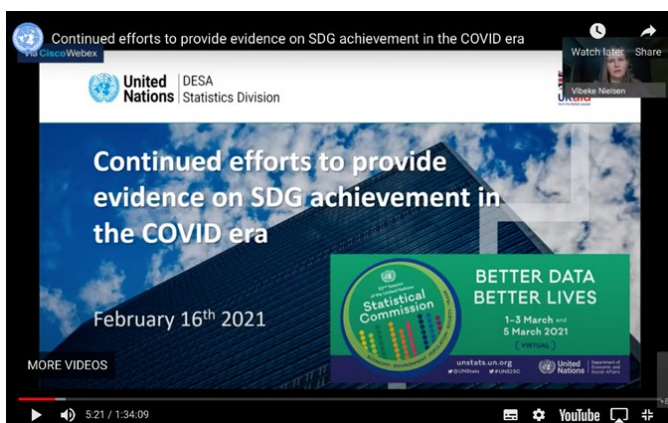 Continued efforts to provide evidence on SDG achievement in the COVID era
Via Cisco Webex
Watch later
Share
Vibeke Nielsen
United Nations
DESA
Statistics Division
UKaid
Continued efforts to provide
evidence on SDG achievement in
the COVID era
February 16th 2021
Statistical
Commission
BETTER DATA
BETTER LIVES
1-3 March and
5 March 2021
(VIRTUAL)
unstats.un.org
@UNStats
#UN52SC
United Nations
Department of
Economic and
Social Affairs
MORE VIDEOS
5:21 / 1:34:09
YouTube